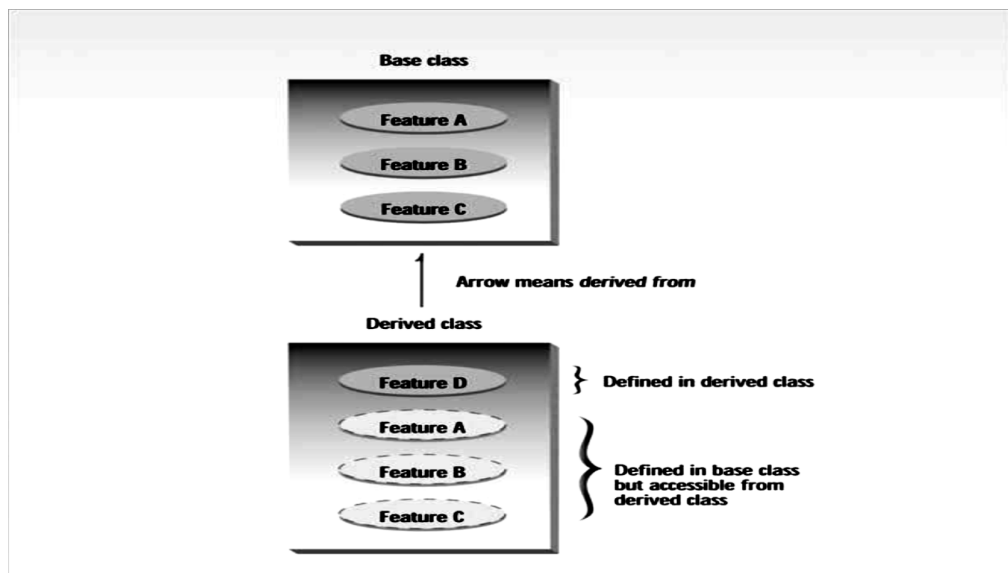 Base class
Feature A
Feature B
Feature C
Arrow means derived from
Derived class
Feature D
Defined in derived class
Feature A
Feature B
Feature C
Defined in base class
but accessible from
derived class